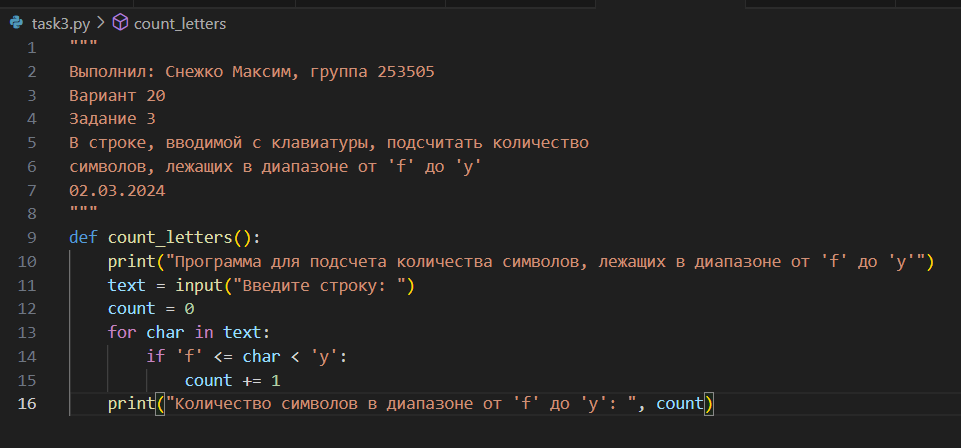 task3.py > count_letters
1 """
2 Выполнил: Снежко Максим, группа 253505
3 Вариант 20
4 Задание 3
5 В строке, вводимой с клавиатуры, подсчитать количество
6 символов, лежащих в диапазоне от 'f' до 'y'
7 02.03.2024
8 """
9 def count_letters():
10     print("Программа для подсчета количества символов, лежащих в диапазоне от 'f' до 'y'")
11     text = input("Введите строку: ")
12     count = 0
13     for char in text:
14         if 'f' <= char < 'y':
15             count += 1
16     print("Количество символов в диапазоне от 'f' до 'y': ", count)